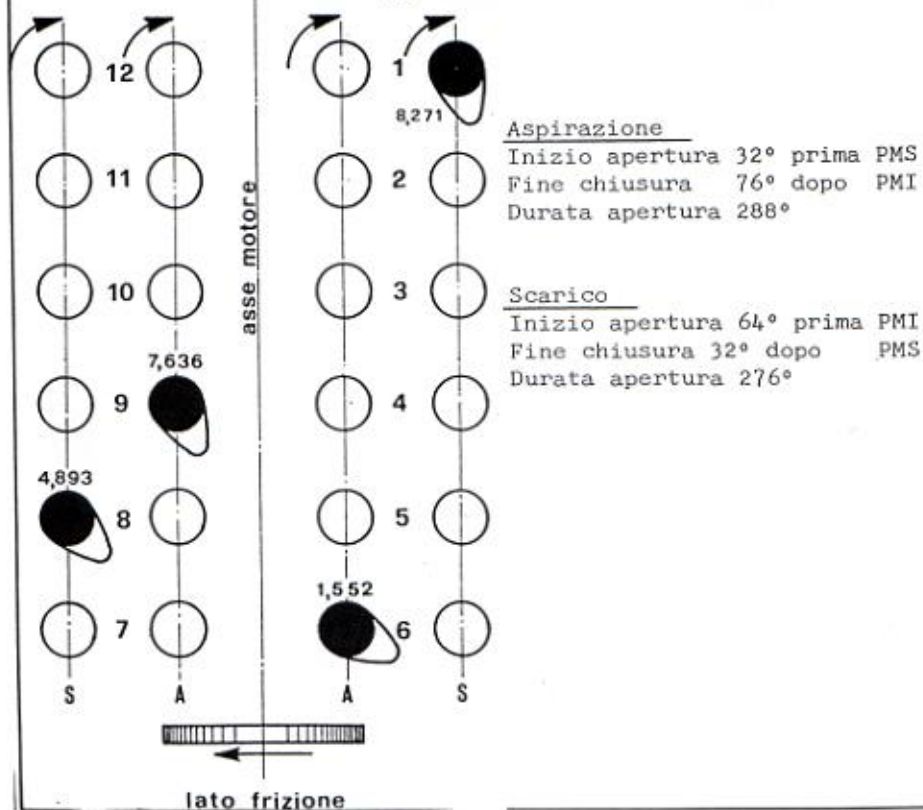 12
1
8,271
11
2
asse motore
10
3
7,636
9
4
4,893
8
5
1,552
7
6
S
A
A
S
lato frizione
Aspirazione
Inizio apertura 32° prima PMS
Fine chiusura 76° dopo PMI
Durata apertura 288°
Scarico
Inizio apertura 64° prima PMI
Fine chiusura 32° dopo PMS
Durata apertura 276°